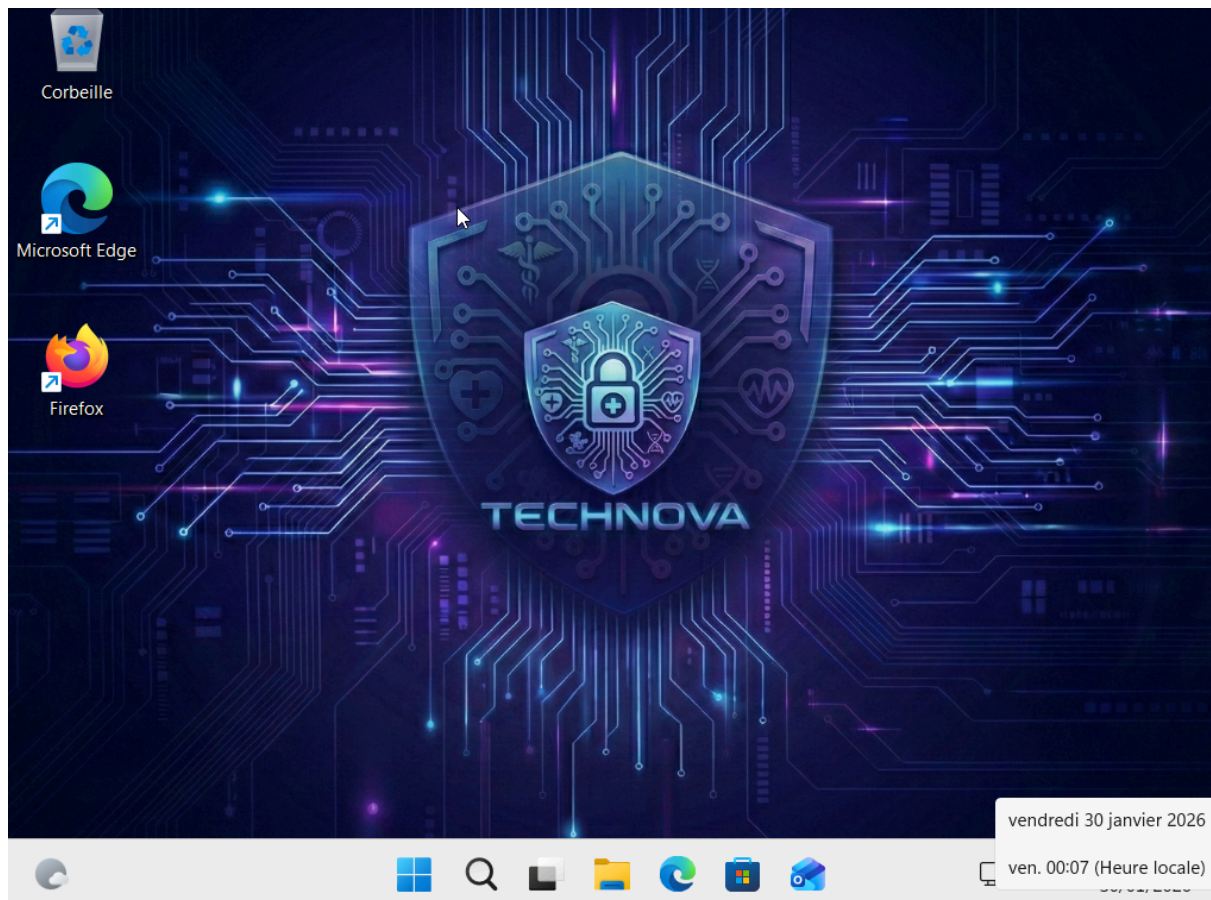 Corbeille
Microsoft Edge
Firefox
TECHNOVA
vendredi 30 janvier 2026
ven. 00:07 (Heure locale)